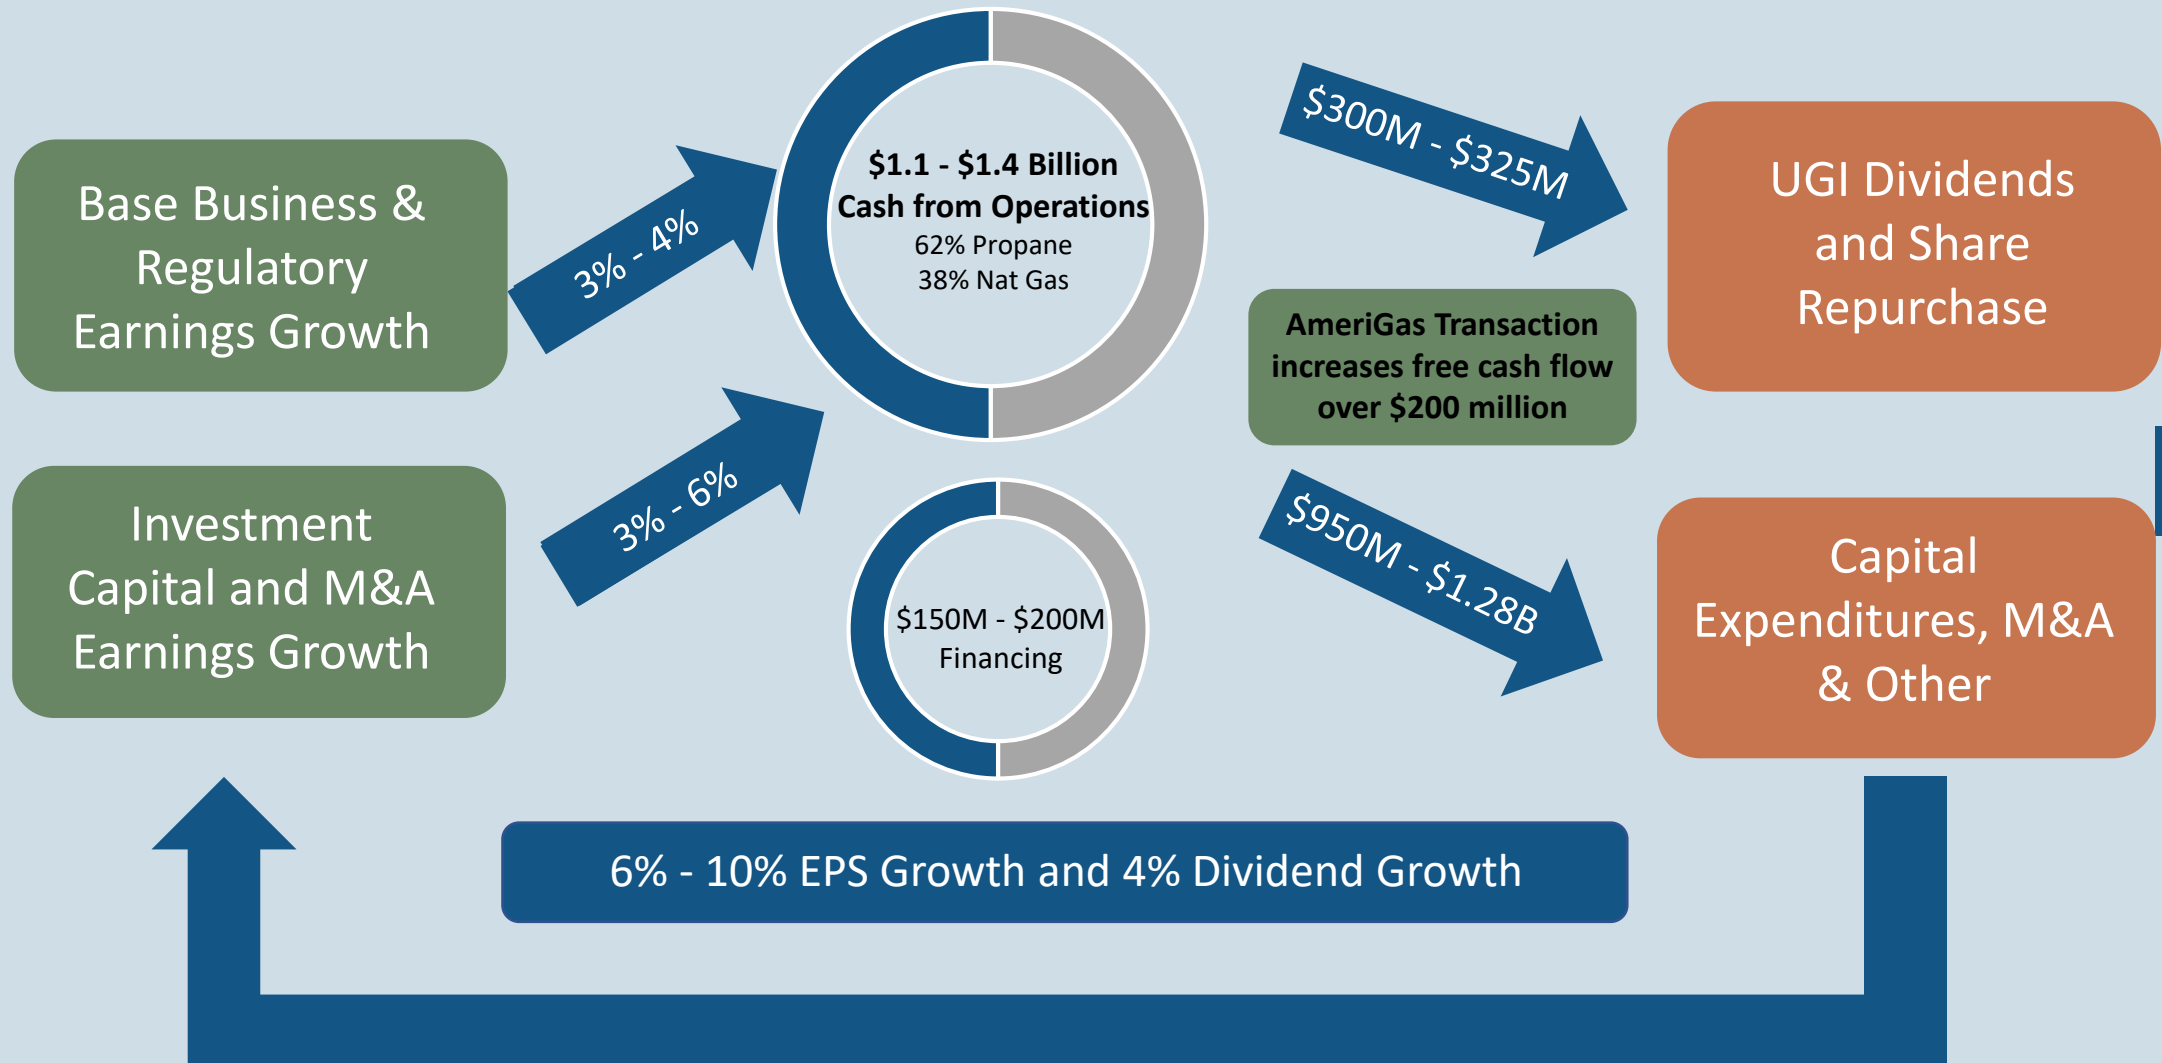 Base Business &
Regulatory
Earnings Growth
3% - 4%
Investment
Capital and M&A
Earnings Growth
3% - 6%
$1.1 - $1.4 Billion
Cash from Operations
62% Propane
38% Nat Gas
$150M - $200M
Financing
$300M - $325M
AmeriGas Transaction
increases free cash flow
over $200 million
$950M - $1.28B
UGI Dividends
and Share
Repurchase
Capital
Expenditures, M&A
& Other
6% - 10% EPS Growth and 4% Dividend Growth